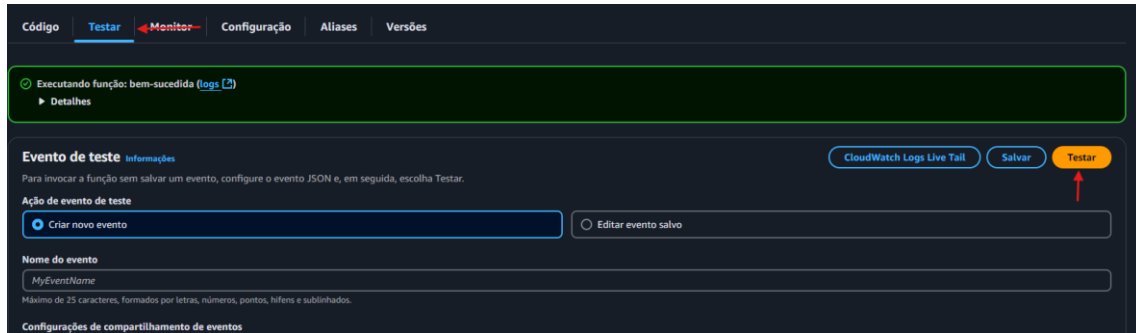 Código Testar Monitor Configuração Aliases Versões
Executando função: bem-sucedida (logs)
Detalhes
Evento de teste Informações CloudWatch Logs Live Tail Salvar Testar
Para invocar a função sem salvar um evento, configure o evento JSON e, em seguida, escolha Testar.
Ação de evento de teste
Criar novo evento Editar evento salvo
Nome do evento
MyEventName
Máximo de 25 caracteres, formados por letras, números, pontos, hifens e sublinhados.
Configurações de compartilhamento de eventos